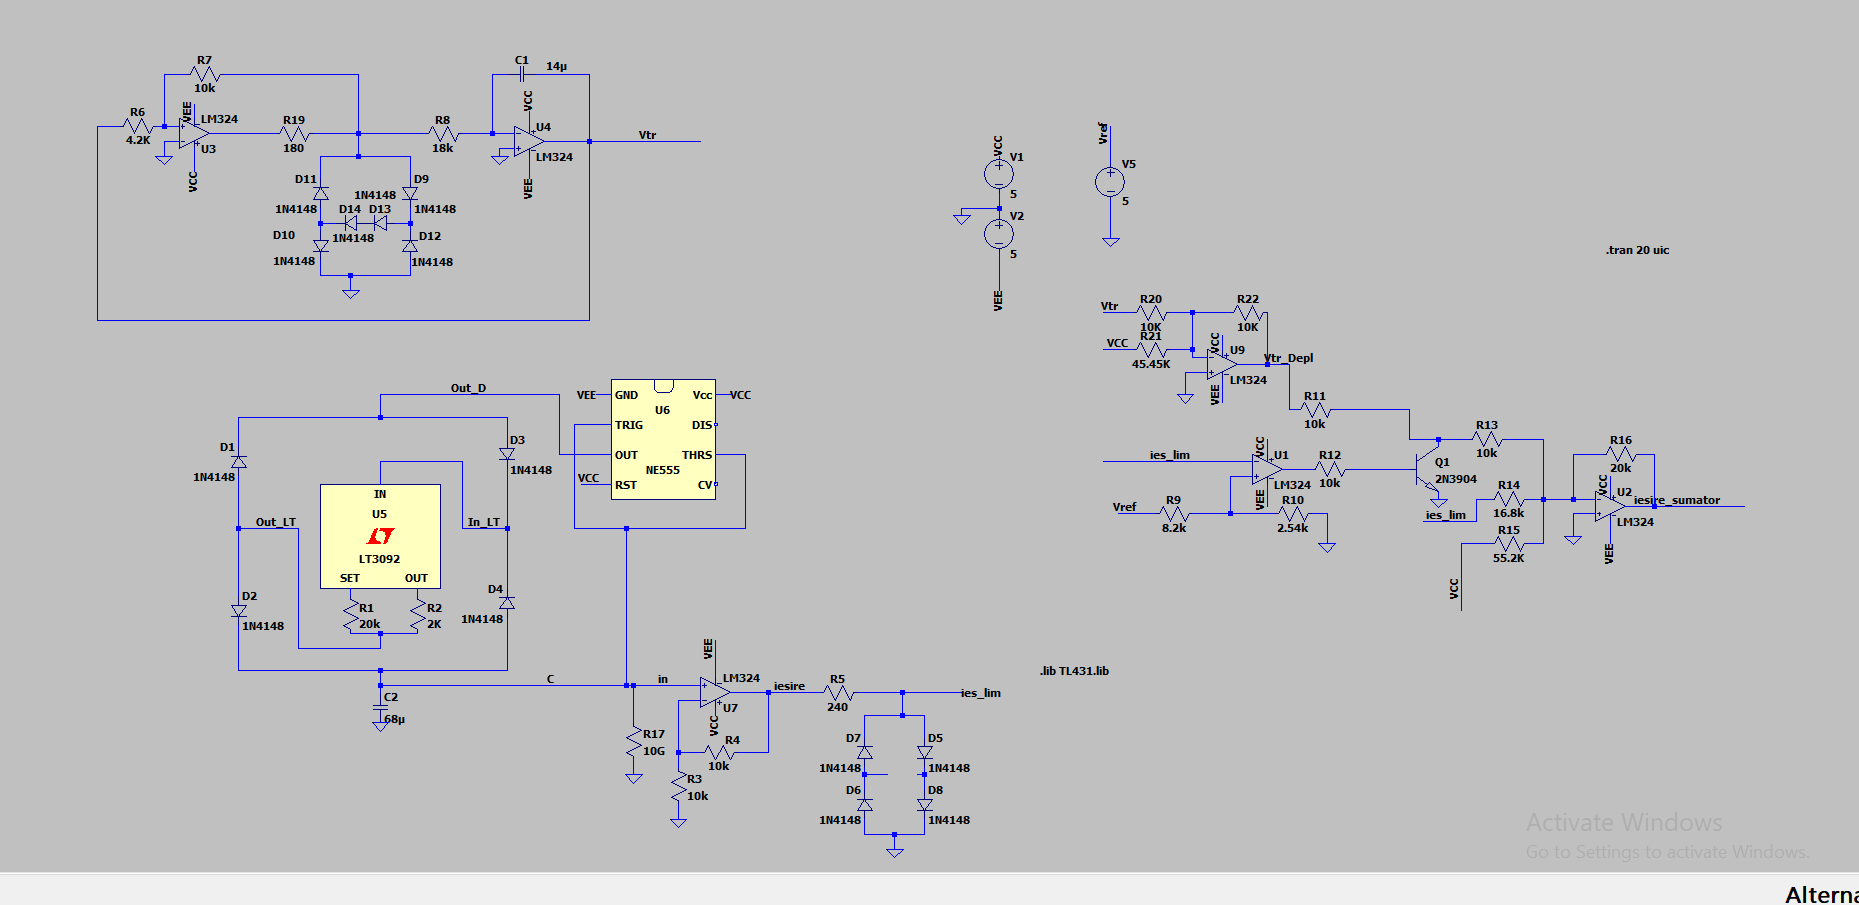 R7
10k
C1
14µ
R6
4.2K
VEE
LM324
U3
VCC
R19
180
R8
18k
VCC
U4
LM324
VEE
Vtr
D11
1N4148
D9
1N4148
1N4148
D14
D13
1N4148
D10
1N4148
D12
1N4148
VCC
V1
5
V2
5
VEE
Vref
V5
5
.tran 20 uic
Vtr
R20
10K
R22
10K
VCC
R21
45.45K
VCC
U9
LM324
VEE
Vtr_Depl
R11
10k
R13
10k
ies_lim
VCC
U1
LM324
VEE
R12
10k
Q1
2N3904
Vref
R9
8.2k
R10
2.54k
ies_lim
R14
16.8k
R15
55.2K
VCC
R16
20k
VCC
U2
LM324
VEE
iesire_sumator
Out_D
D1
1N4148
D3
1N4148
IN
U5
LT3092
SET
OUT
Out_LT
In_LT
D2
1N4148
R1
20k
R2
2K
D4
1N4148
C
C2
68µ
VEE
GND
Vcc
VCC
U6
TRIG
DIS
OUT
THRS
NE555
VCC
RST
CV
in
VEE
LM324
U7
VCC
iesire
R5
240
ies_lim
R17
10G
R4
10k
R3
10k
D7
1N4148
D5
1N4148
D6
1N4148
D8
1N4148
.lib TL431.lib
Activate Windows
Go to Settings to activate Windows.
Alterna